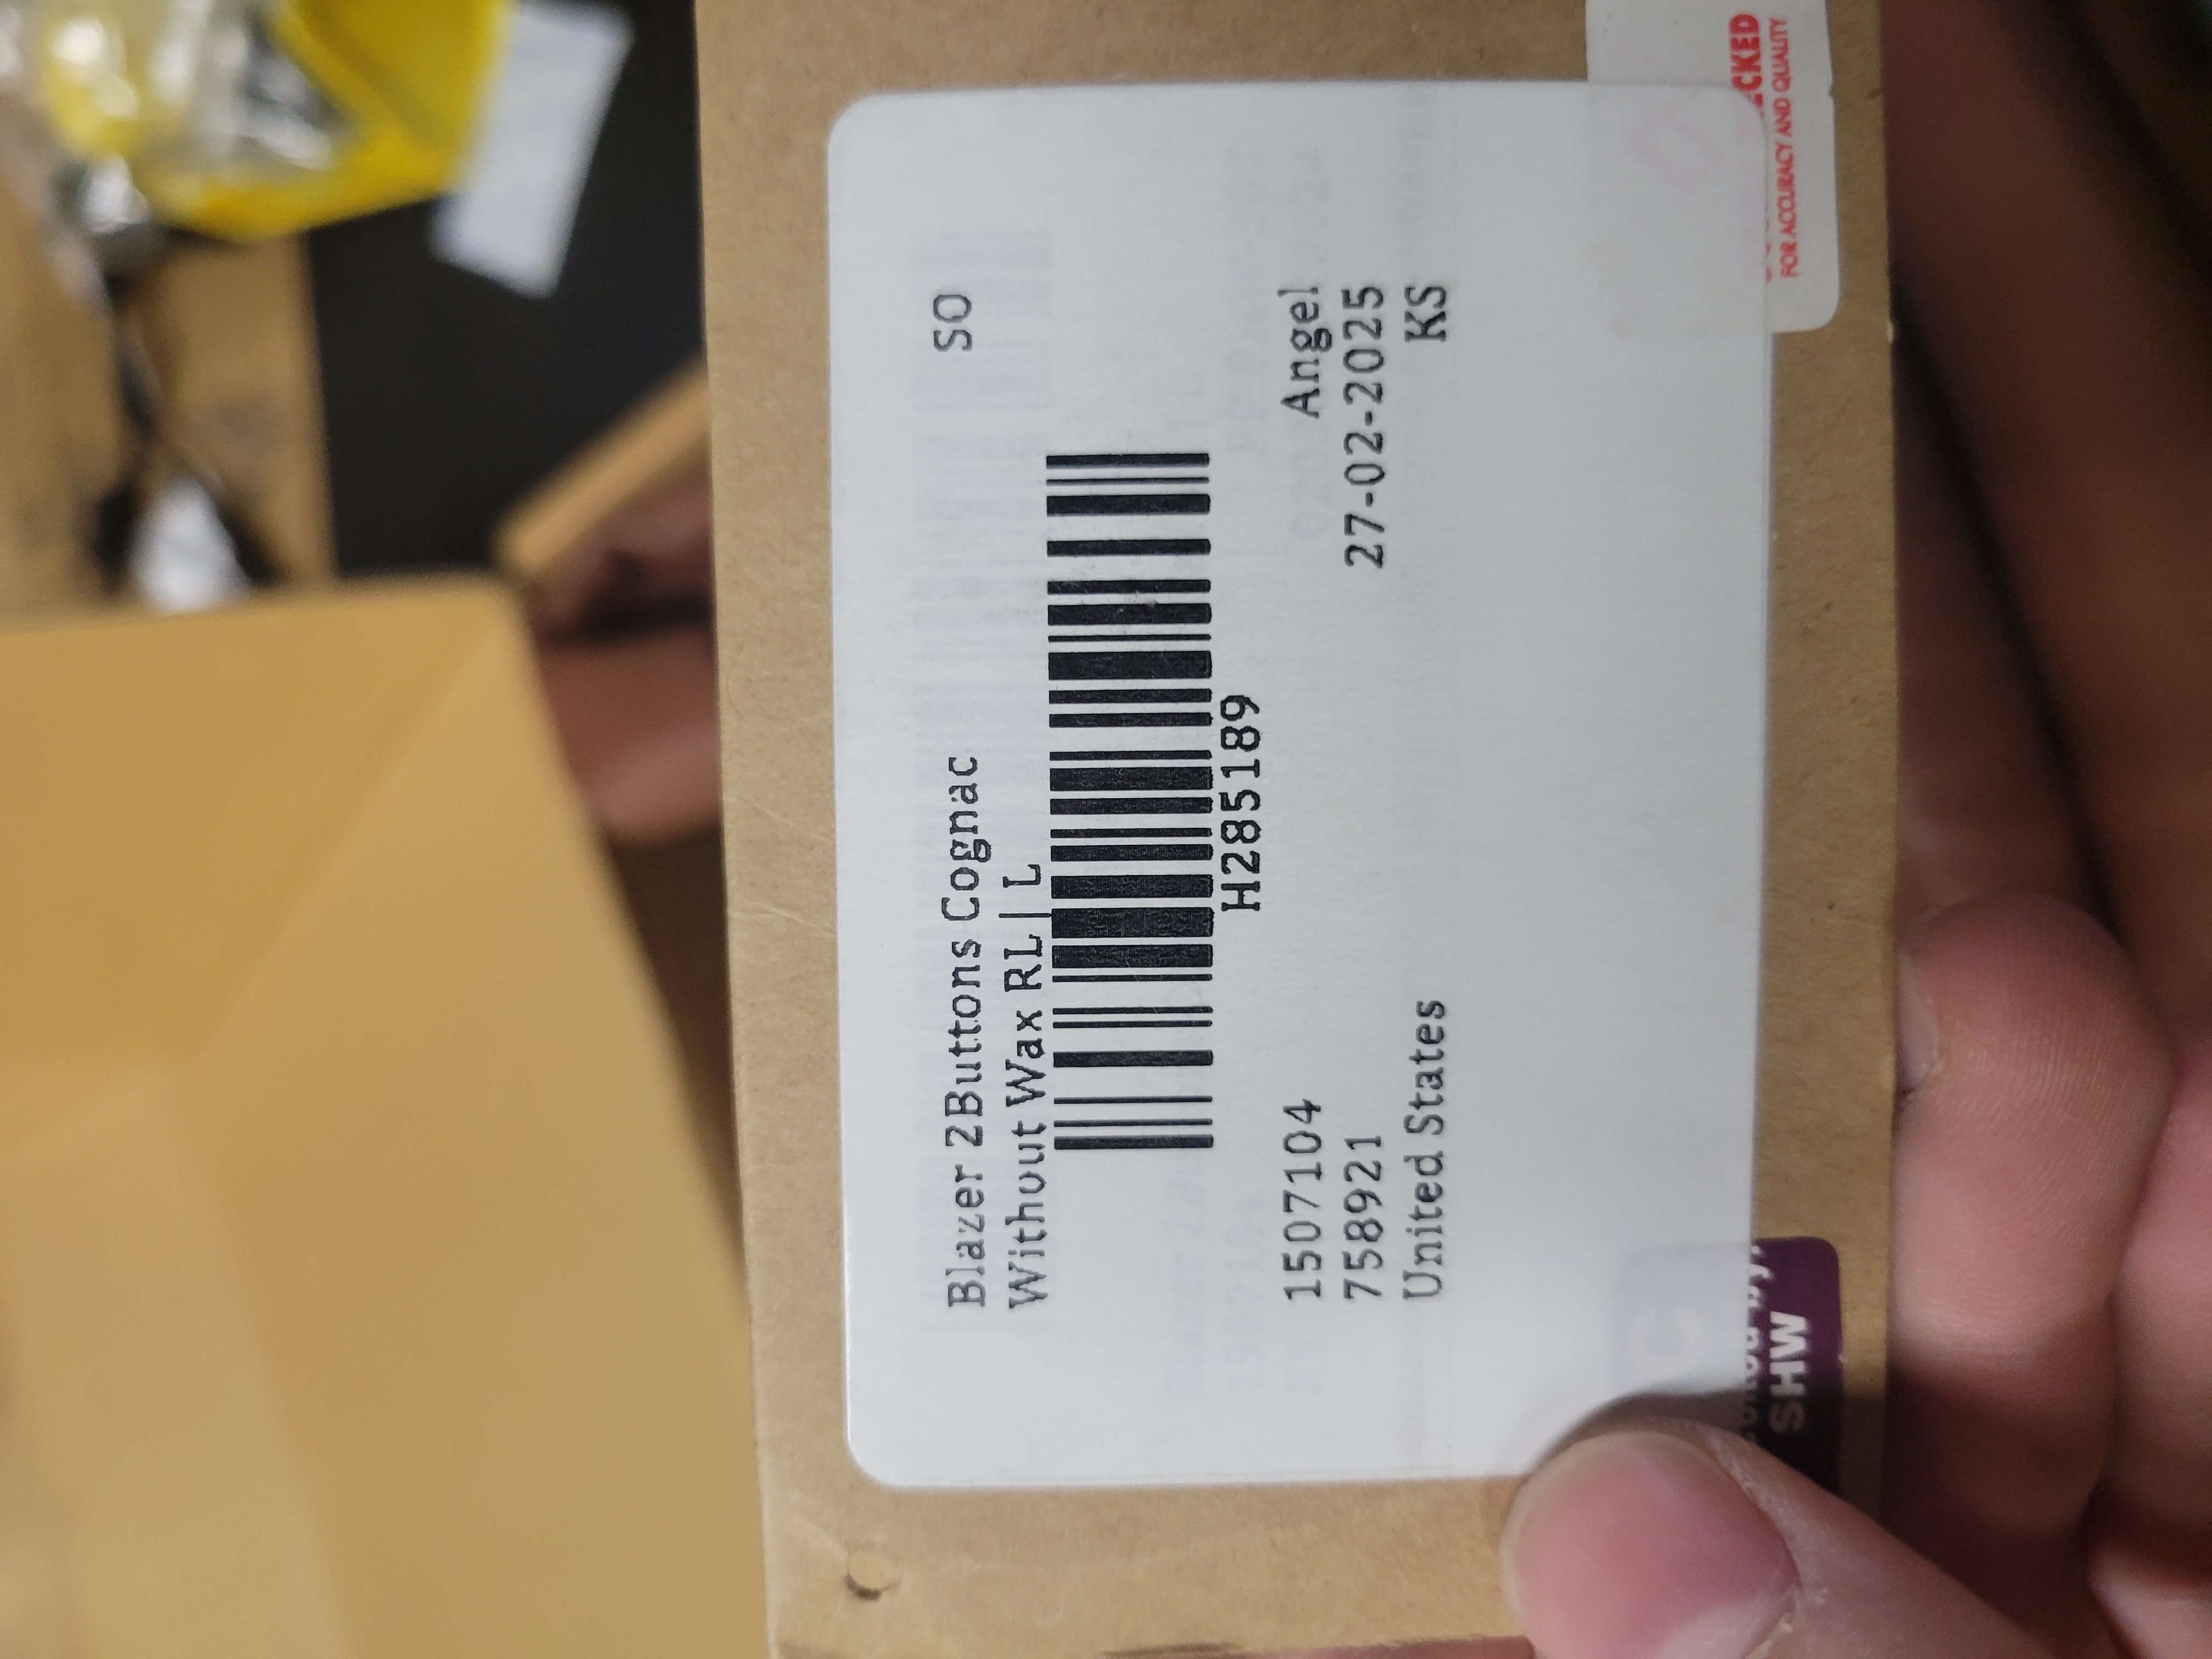 Blazer 2Buttons Cognac SO
Without Wax RL | L
H285189
1507104 Angel
758921 27-02-2025
United States KS
FOR ACCURACY AND QUALITY
SHW